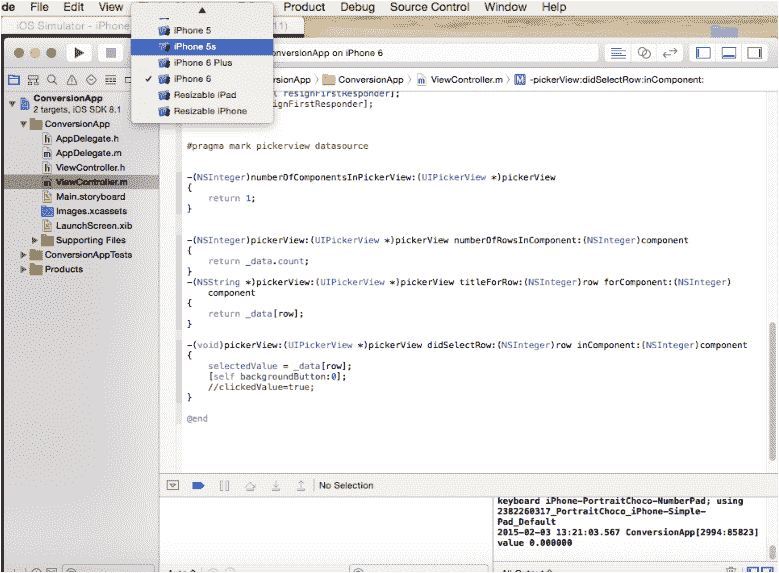 de File Edit View Product Debug Source Control Window Help
iOS Simulator - iPhone 11)
iPhone 5
iPhone 5s
iPhone 6 Plus
iPhone 6
Resizable iPad
Resizable iPhone
onversionApp on iPhone 6
ersionApp ConversionApp ViewController.m M -pickerView:didSelectRow:inComponent:
ConversionApp
2 targets, iOS SDK 8.1
ConversionApp
h AppDelegate.h
m AppDelegate.m
h ViewController.h
m ViewController.m
Main.storyboard
Images.xcassets
LaunchScreen.xib
Supporting Files
ConversionAppTests
Products
resignFirstResponder];
ignFirstResponder];
#pragma mark pickerview datasource
-(NSInteger)numberOfComponentsInPickerView:(UIPickerView *)pickerView
{
return 1;
}
-(NSInteger)pickerView:(UIPickerView *)pickerView numberOfRowsInComponent:(NSInteger)component
{
return _data.count;
}
-(NSString *)pickerView:(UIPickerView *)pickerView titleForRow:(NSInteger)row forComponent:(NSInteger)
component
{
return _data[row];
}
-(void)pickerView:(UIPickerView *)pickerView didSelectRow:(NSInteger)row inComponent:(NSInteger)component
{
selectedValue = _data[row];
[self backgroundButton:0];
//clickedValue=true;
}
@end
No Selection
keyboard iPhone-PortraitChoco-NumberPad; using
2382260317_PortraitChoco_iPhone-Simple-
Pad_Default
2015-02-03 13:21:03.567 ConversionApp[2994:85823]
value 0.000000